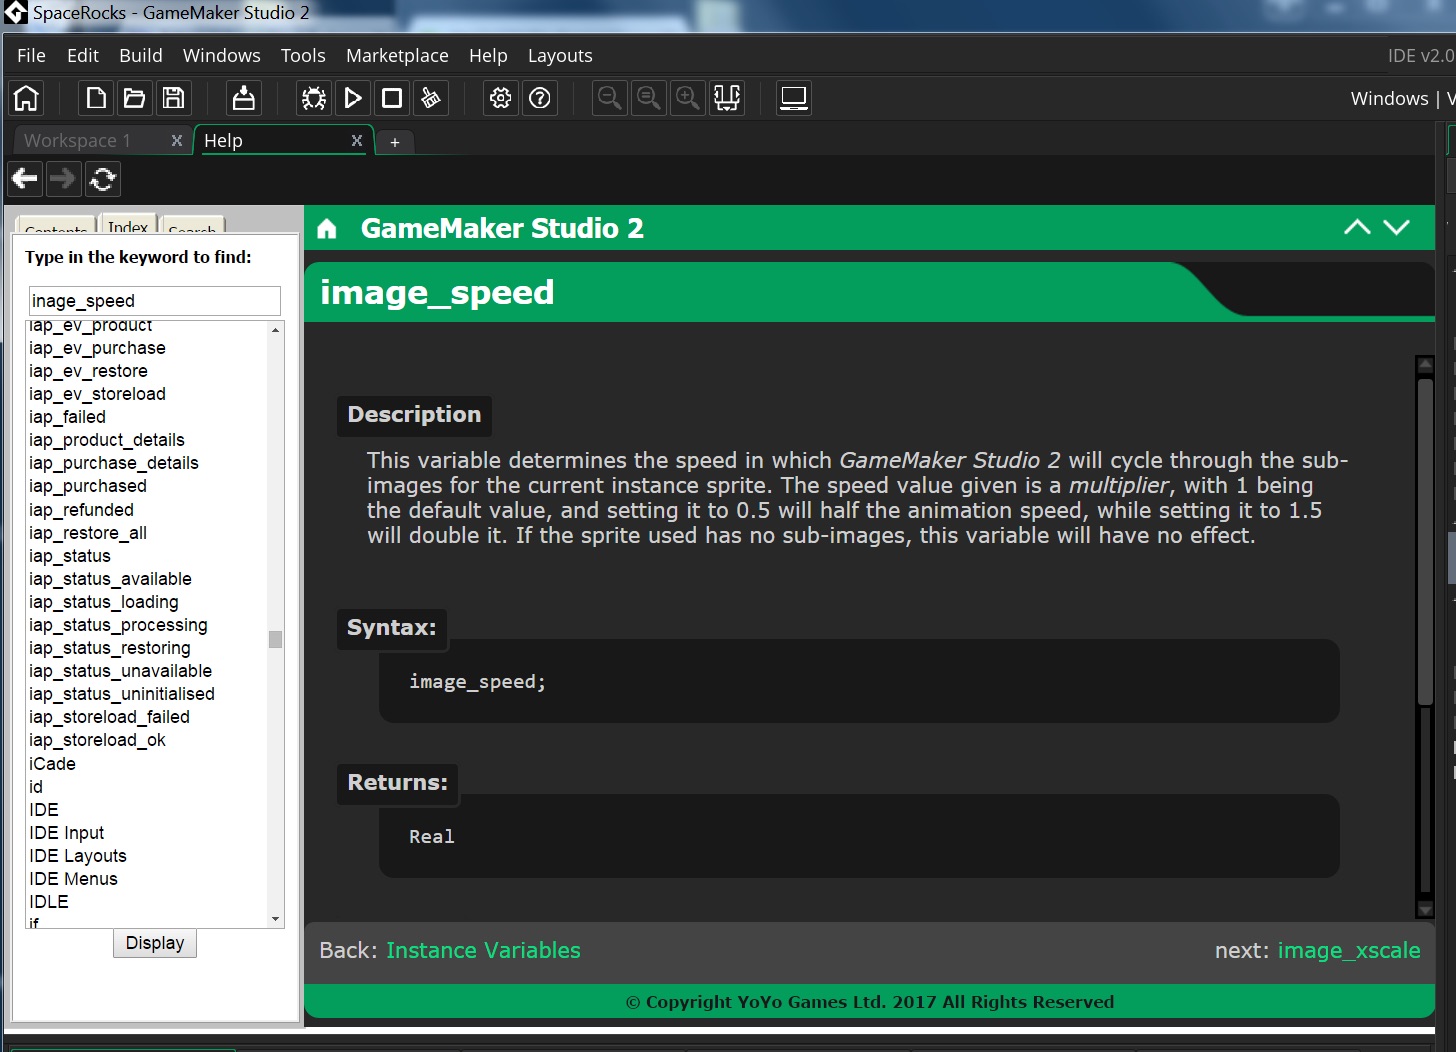 SpaceRocks - GameMaker Studio 2
File Edit Build Windows Tools Marketplace Help Layouts
IDE v2.0
Windows |
Workspace 1 X Help X +
Contents Index Search
Type in the keyword to find:
inage_speed
iap_ev_product
iap_ev_purchase
iap_ev_restore
iap_ev_storeload
iap_failed
iap_product_details
iap_purchase_details
iap_purchased
iap_refunded
iap_restore_all
iap_status
iap_status_available
iap_status_loading
iap_status_processing
iap_status_restoring
iap_status_unavailable
iap_status_uninitialised
iap_storeload_failed
iap_storeload_ok
iCade
id
IDE
IDE Input
IDE Layouts
IDE Menus
IDLE
if
Display
GameMaker Studio 2
image_speed
Description
This variable determines the speed in which GameMaker Studio 2 will cycle through the sub-
images for the current instance sprite. The speed value given is a multiplier, with 1 being
the default value, and setting it to 0.5 will half the animation speed, while setting it to 1.5
will double it. If the sprite used has no sub-images, this variable will have no effect.
Syntax:
image_speed;
Returns:
Real
Back: Instance Variables
next: image_xscale
© Copyright YoYo Games Ltd. 2017 All Rights Reserved